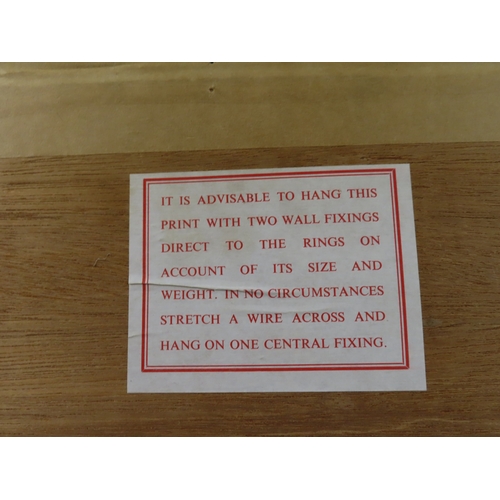 IT IS ADVISABLE TO HANG THIS
PRINT WITH TWO WALL FIXINGS
DIRECT TO THE RINGS ON
ACCOUNT OF ITS SIZE AND
WEIGHT. IN NO CIRCUMSTANCES
STRETCH A WIRE ACROSS AND
HANG ON ONE CENTRAL FIXING.